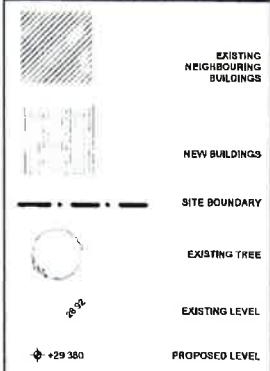 EXISTING
NEIGHBOURING
BUILDINGS
NEW BUILDINGS
SITE BOUNDARY
EXISTING TREE
28 92
EXISTING LEVEL
+29 380
PROPOSED LEVEL